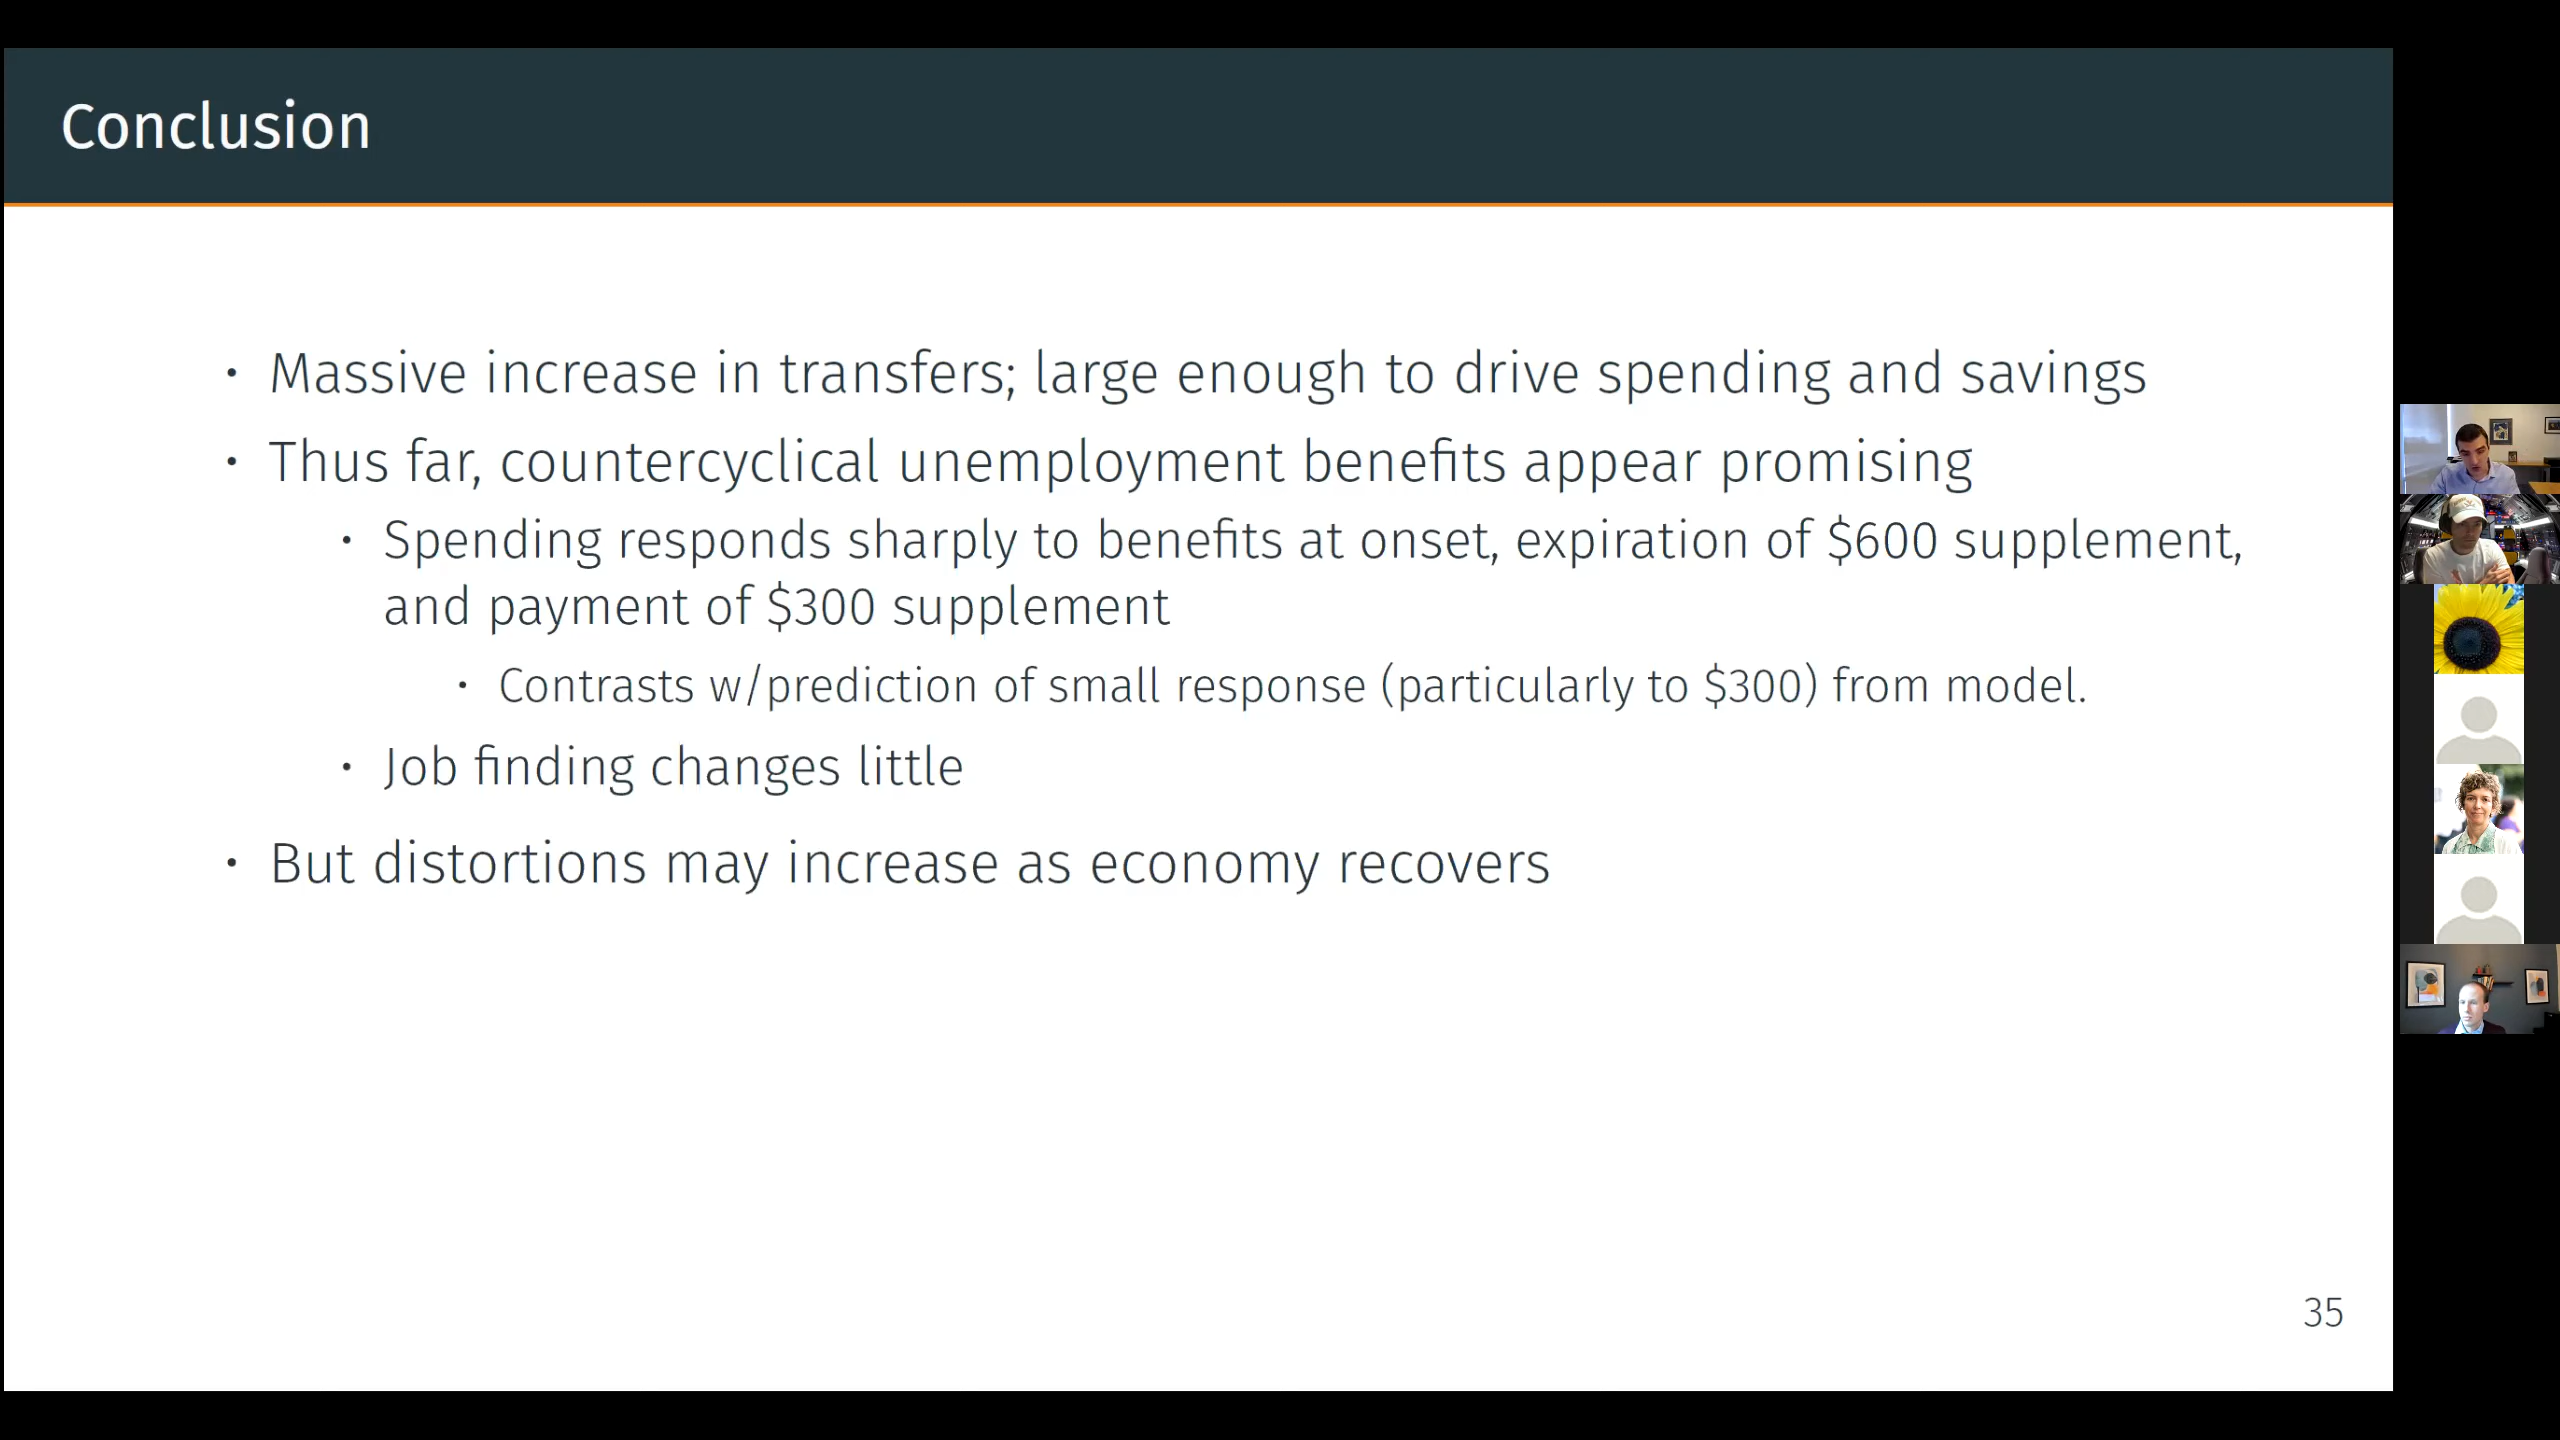 Conclusion
• Massive increase in transfers; large enough to drive spending and savings
• Thus far, countercyclical unemployment benefits appear promising
• Spending responds sharply to benefits at onset, expiration of $600 supplement,
and payment of $300 supplement
• Contrasts w/prediction of small response (particularly to $300) from model.
• Job finding changes little
• But distortions may increase as economy recovers
35